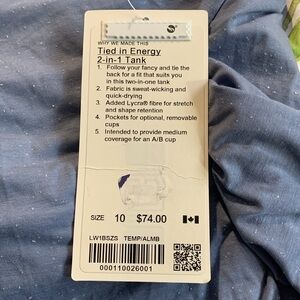 WHY WE MADE THIS
Tied in Energy
2-in-1 Tank
1. Follow your fancy and tie the
back for a fit that suits you
in this two-in-one tank
2. Fabric is sweat-wicking and
quick-drying
3. Added Lycra® fibre for stretch
and shape retention
4. Pockets for optional, removable
cups
5. Intended to provide medium
coverage for an A/B cup
SIZE 10 $74.00
LW1BSZS TEMP/ALMB
000110026001